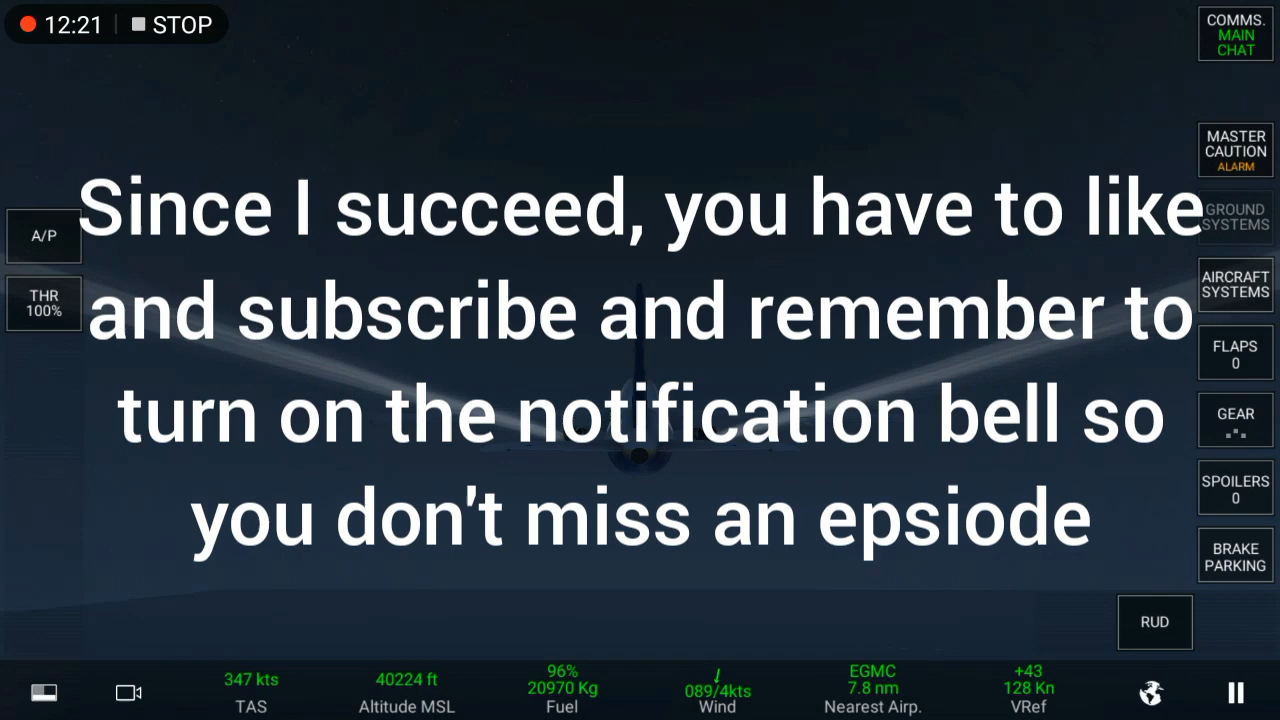 12:21 STOP
COMMS.
MAIN
CHAT
MASTER
CAUTION
ALARM
GROUND
SYSTEMS
A/P
THR
100%
Since I succeed, you have to like
and subscribe and remember to
turn on the notification bell so
you don't miss an epsiode
AIRCRAFT
SYSTEMS
FLAPS
0
GEAR
SPOILERS
0
BRAKE
PARKING
RUD
347 kts
TAS
40224 ft
Altitude MSL
96%
20970 Kg
Fuel
089/4kts
Wind
EGMC
7.8 nm
Nearest Airp.
+43
128 Kn
VRef